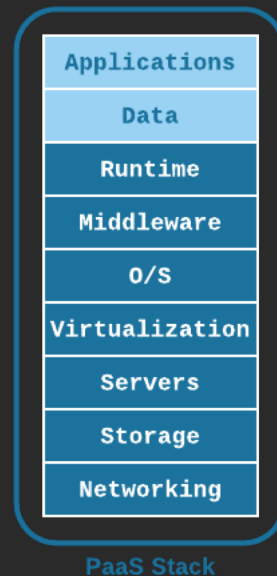 Applications
Data
Runtime
Middleware
O/S
Virtualization
Servers
Storage
Networking
PaaS Stack